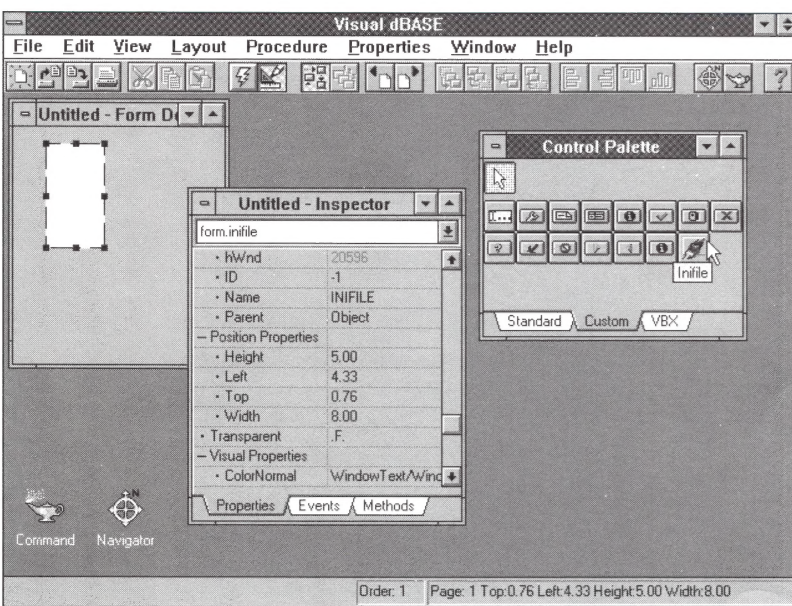 Visual dBASE
File Edit View Layout Procedure Properties Window Help
Untitled - Form De
Untitled - Inspector
form.inifile
hWnd 20596
ID -1
Name INIFILE
Parent Object
Position Properties
Height 5.00
Left 4.33
Top 0.76
Width 8.00
Transparent .F.
Visual Properties
ColorNormal WindowText/Wind
Properties Events Methods
Control Palette
Inifile
Standard Custom VBX
Command
Navigator
Order: 1 Page: 1 Top:0.76 Left:4.33 Height:5.00 Width:8.00